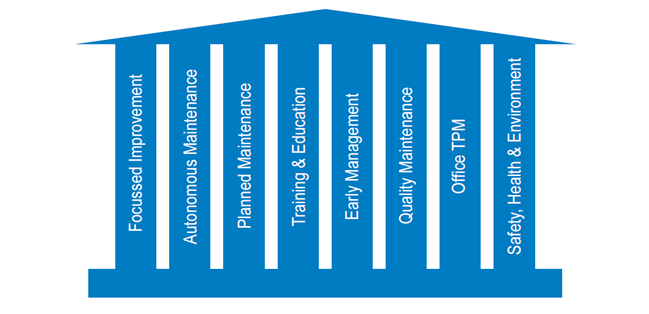 Focussed Improvement
Autonomous Maintenance
Planned Maintenance
Training & Education
Early Management
Quality Maintenance
Office TPM
Safety, Health & Environment